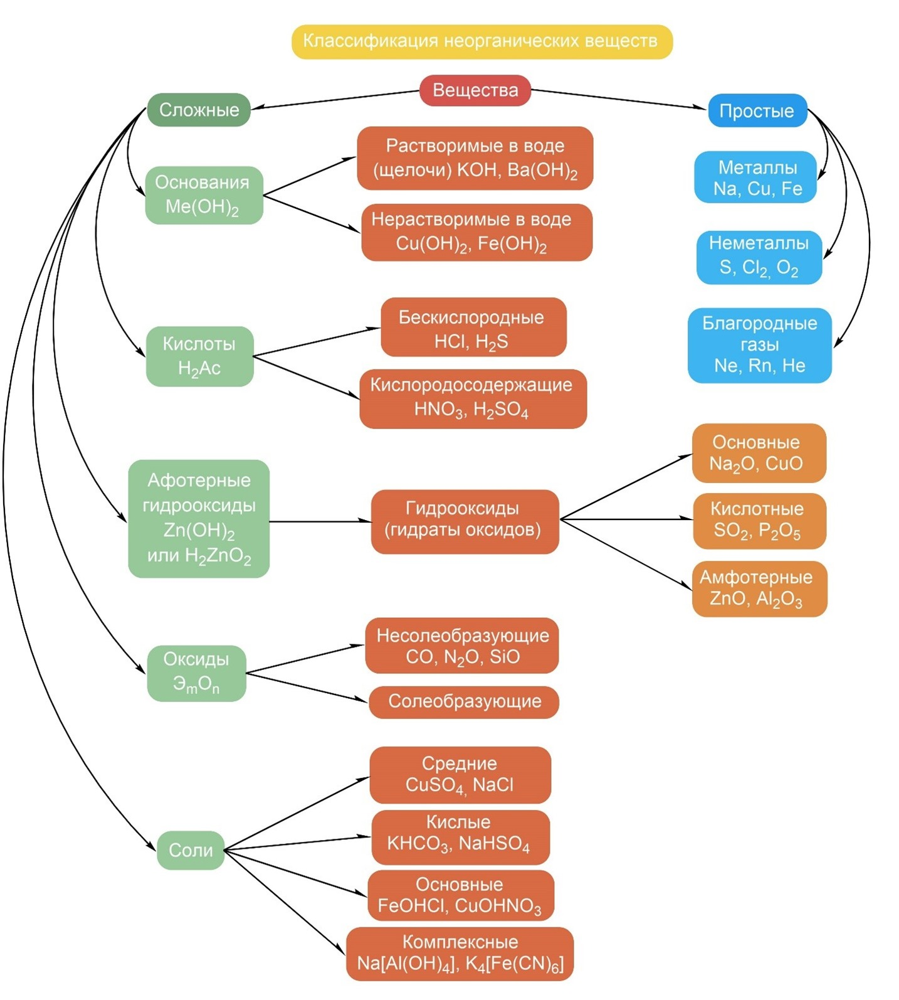 Классификация неорганических веществ
Вещества
Сложные
Простые
Основания
Me(OH)₂
Растворимые в воде
(щелочи) KOH, Ba(OH)₂
Нерастворимые в воде
Cu(OH)₂, Fe(OH)₂
Металлы
Na, Cu, Fe
Неметаллы
S, Cl₂, O₂
Благородные
газы
Ne, Rn, He
Кислоты
H₂Ac
Бескислородные
HCl, H₂S
Кислородосодержащие
HNO₃, H₂SO₄
Афотерные
гидрооксиды
Zn(OH)₂
или H₂ZnO₂
Гидрооксиды
(гидраты оксидов)
Основные
Na₂O, CuO
Кислотные
SO₂, P₂O₅
Амфотерные
ZnO, Al₂O₃
Оксиды
ЭₘOₙ
Несолеобразующие
CO, N₂O, SiO
Солеобразующие
Соли
Средние
CuSO₄, NaCl
Кислые
KHCO₃, NaHSO₄
Основные
FeOHCl, CuOHNO₃
Комплексные
Na[Al(OH)₄], K₄[Fe(CN)₆]